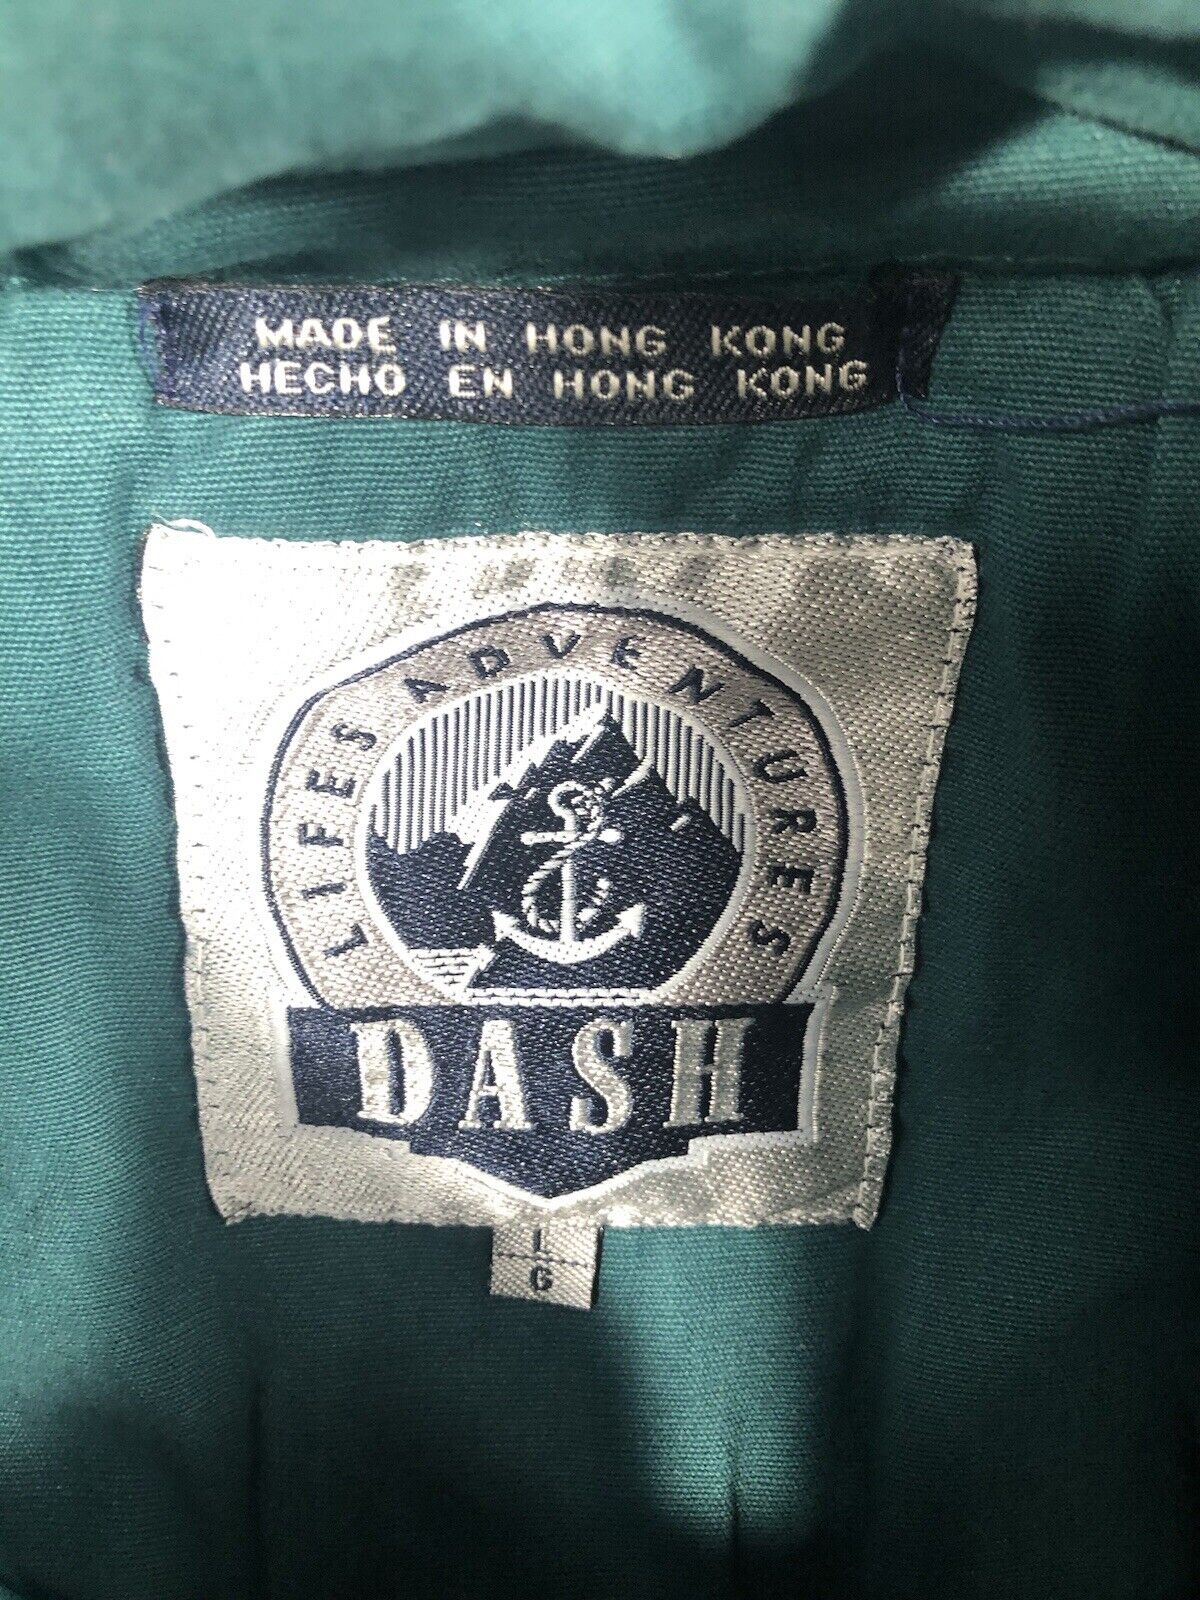 MADE IN HONG KONG
HECHO EN HONG KONG
LIFES ADVENTURES
DASH
L
G